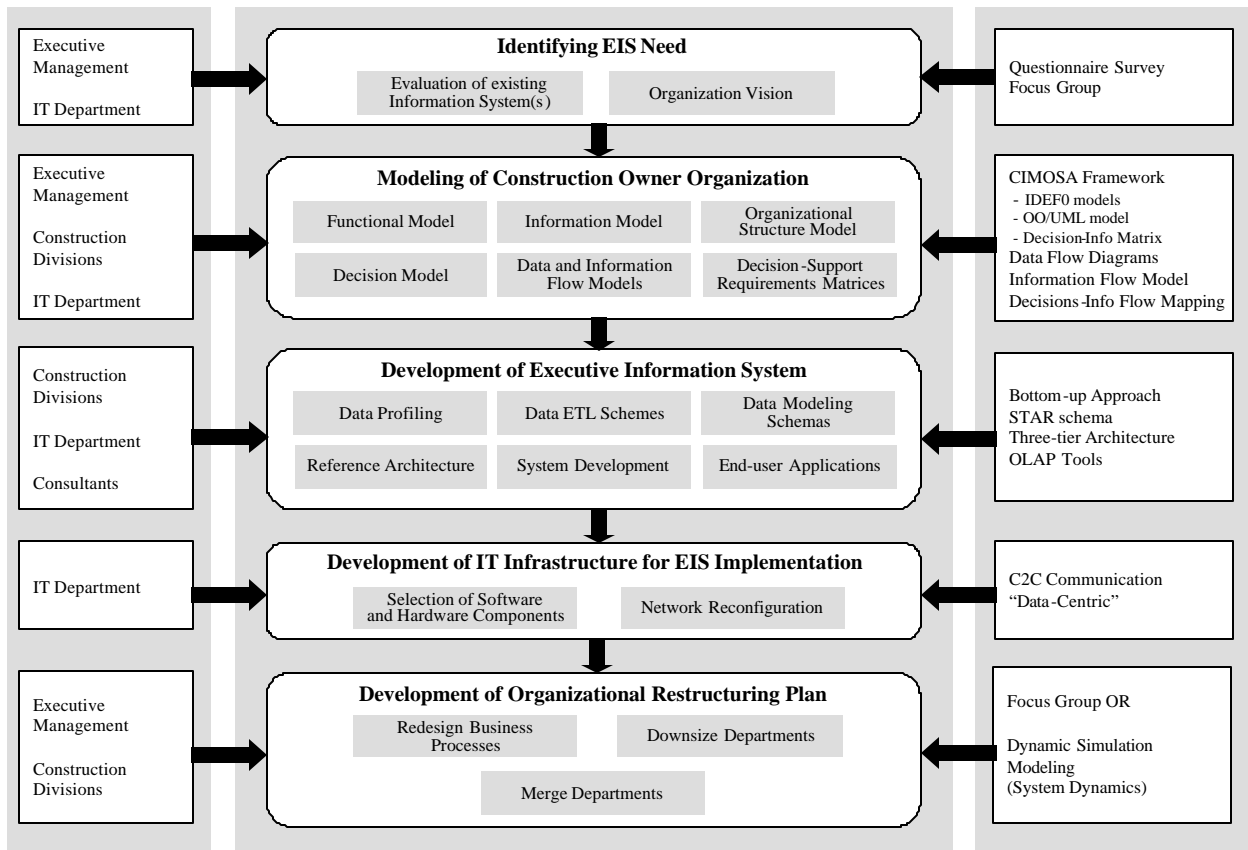 Executive
Management
IT Department
Identifying EIS Need
Evaluation of existing
Information System(s)
Organization Vision
Questionnaire Survey
Focus Group
Executive
Management
Construction
Divisions
IT Department
Modeling of Construction Owner Organization
Functional Model
Information Model
Organizational
Structure Model
Decision Model
Data and Information
Flow Models
Decision-Support
Requirements Matrices
CIMOSA Framework
- IDEF0 models
- OO/UML model
- Decision-Info Matrix
Data Flow Diagrams
Information Flow Model
Decisions-Info Flow Mapping
Construction
Divisions
IT Department
Consultants
Development of Executive Information System
Data Profiling
Data ETL Schemes
Data Modeling
Schemas
Reference Architecture
System Development
End-user Applications
Bottom-up Approach
STAR schema
Three-tier Architecture
OLAP Tools
IT Department
Development of IT Infrastructure for EIS Implementation
Selection of Software
and Hardware Components
Network Reconfiguration
C2C Communication
“Data-Centric”
Executive
Management
Construction
Divisions
Development of Organizational Restructuring Plan
Redesign Business
Processes
Downsize Departments
Merge Departments
Focus Group OR
Dynamic Simulation
Modeling
(System Dynamics)